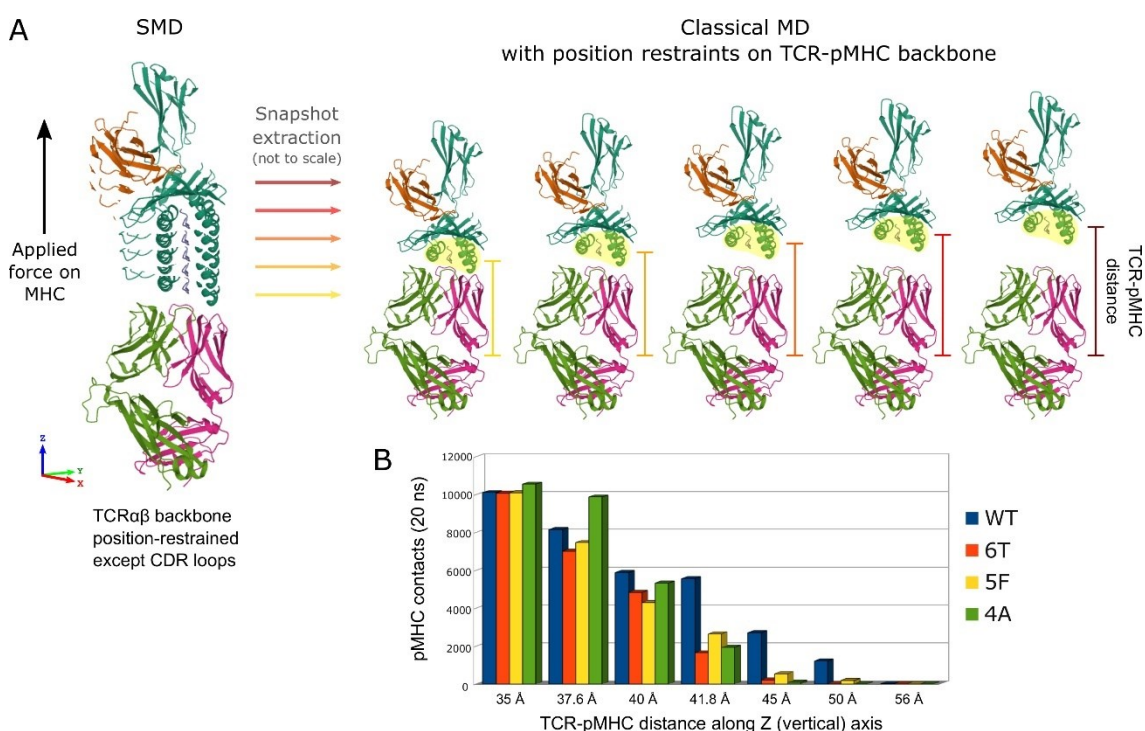 A
SMD
Classical MD
with position restraints on TCR-pMHC backbone
Snapshot
extraction
(not to scale)
Applied
force on
MHC
TCR-pMHC
distance
Z
Y
X
TCRαβ backbone
position-restrained
except CDR loops
B
pMHC contacts (20 ns)
12000
10000
8000
6000
4000
2000
0
35 Å 37.6 Å 40 Å 41.8 Å 45 Å 50 Å 56 Å
TCR-pMHC distance along Z (vertical) axis
WT
6T
5F
4A